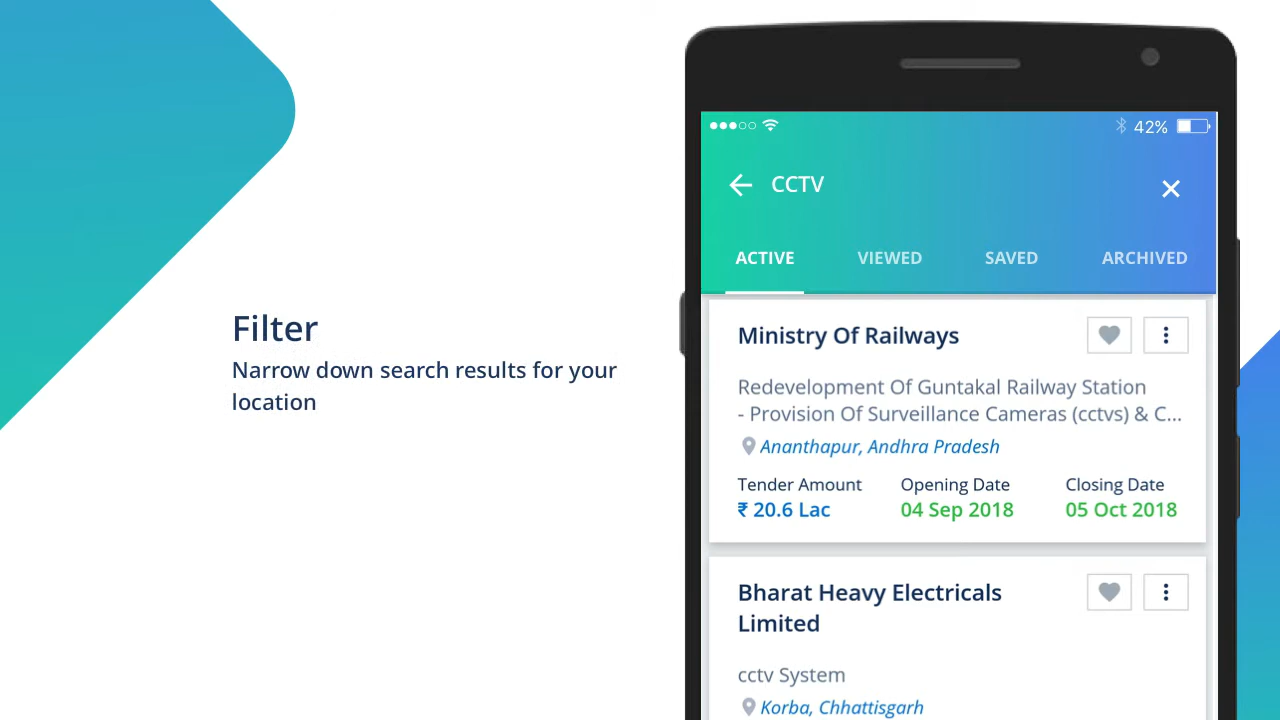 Filter
Narrow down search results for your
location
42%
CCTV
ACTIVE VIEWED SAVED ARCHIVED
Ministry Of Railways
Redevelopment Of Guntakal Railway Station
- Provision Of Surveillance Cameras (cctvs) & C...
Ananthapur, Andhra Pradesh
Tender Amount Opening Date Closing Date
₹ 20.6 Lac 04 Sep 2018 05 Oct 2018
Bharat Heavy Electricals
Limited
cctv System
Korba, Chhattisgarh